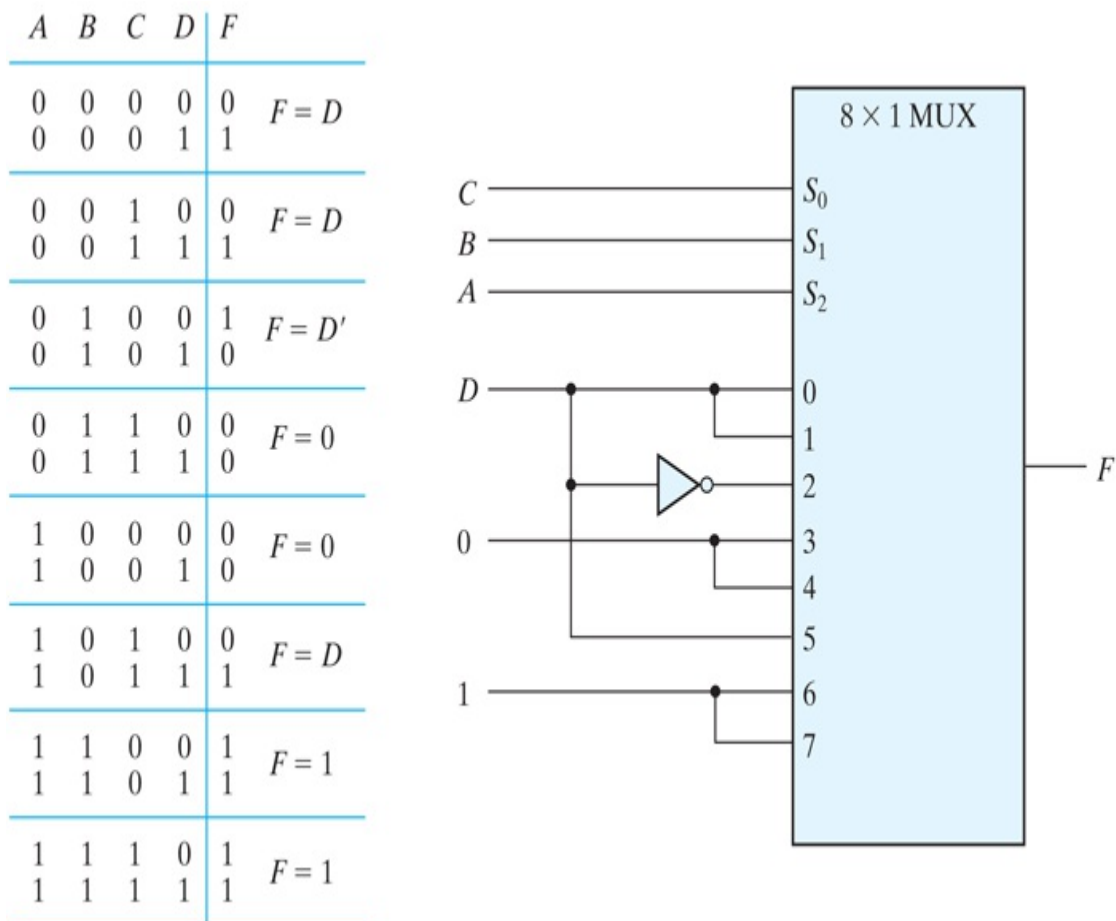 A B C D F
0 0 0 0 0
F = D
0 0 0 1 1
0 0 1 0 0
F = D
0 0 1 1 1
0 1 0 0 1
F = D′
0 1 0 1 0
0 1 1 0 0
F = 0
0 1 1 1 0
1 0 0 0 0
F = 0
1 0 0 1 0
1 0 1 0 0
F = D
1 0 1 1 1
1 1 0 0 1
F = 1
1 1 0 1 1
1 1 1 0 1
F = 1
1 1 1 1 1
8 × 1 MUX
C S₀
B S₁
A S₂
D 0
1
2
0 3
4
5
1 6
7
F